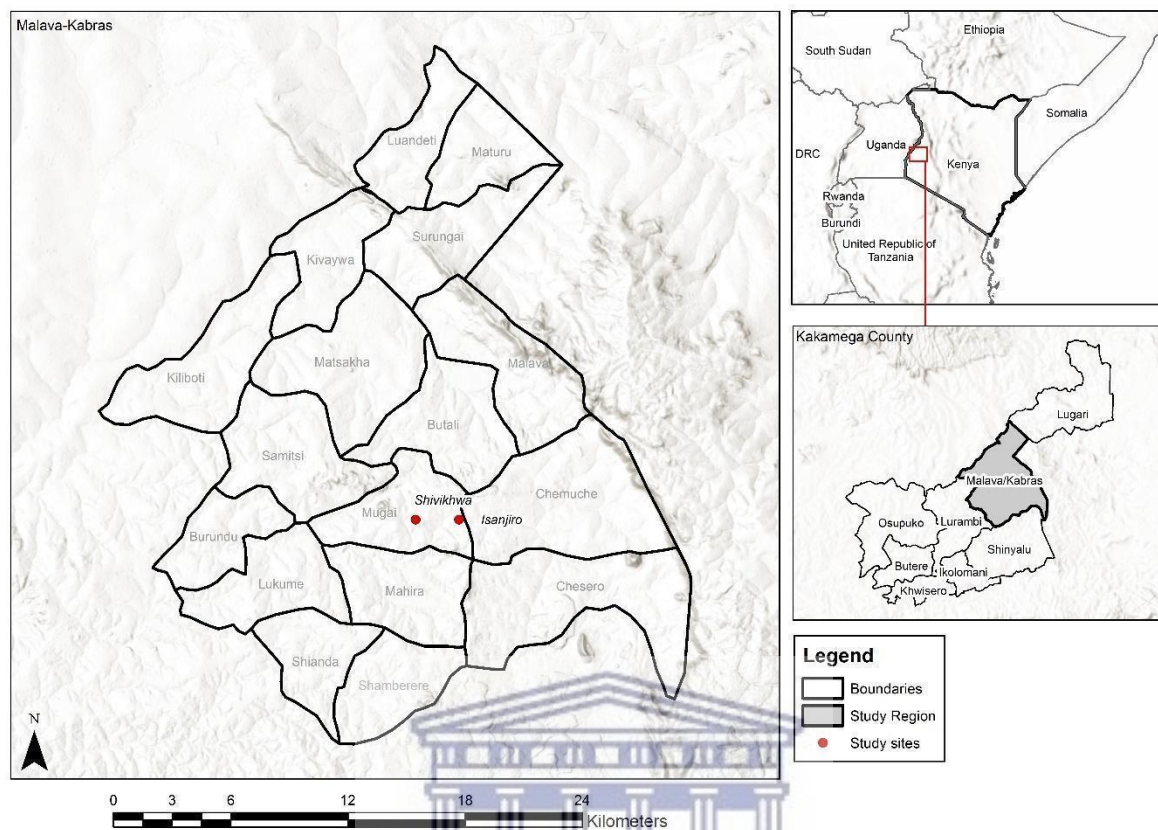 Malava-Kabras
Luandeti
Maturu
Surungai
Kivaywa
Matsakha
Malava
Kiliboti
Butali
Samitsi
Chemuche
Shivikhwa
Mugai
Isanjiro
Burundu
Lukume
Mahira
Chesero
Shianda
Shamberere
N
0 3 6 12 18 24
Kilometers
Ethiopia
South Sudan
Somalia
Uganda
Kenya
DRC
Rwanda
Burundi
United Republic of
Tanzania
Kakamega County
Lugari
Malava/Kabras
Osupuko
Lurambi
Shinyalu
Butere
Ikolomani
Khwisero
Legend
Boundaries
Study Region
Study sites